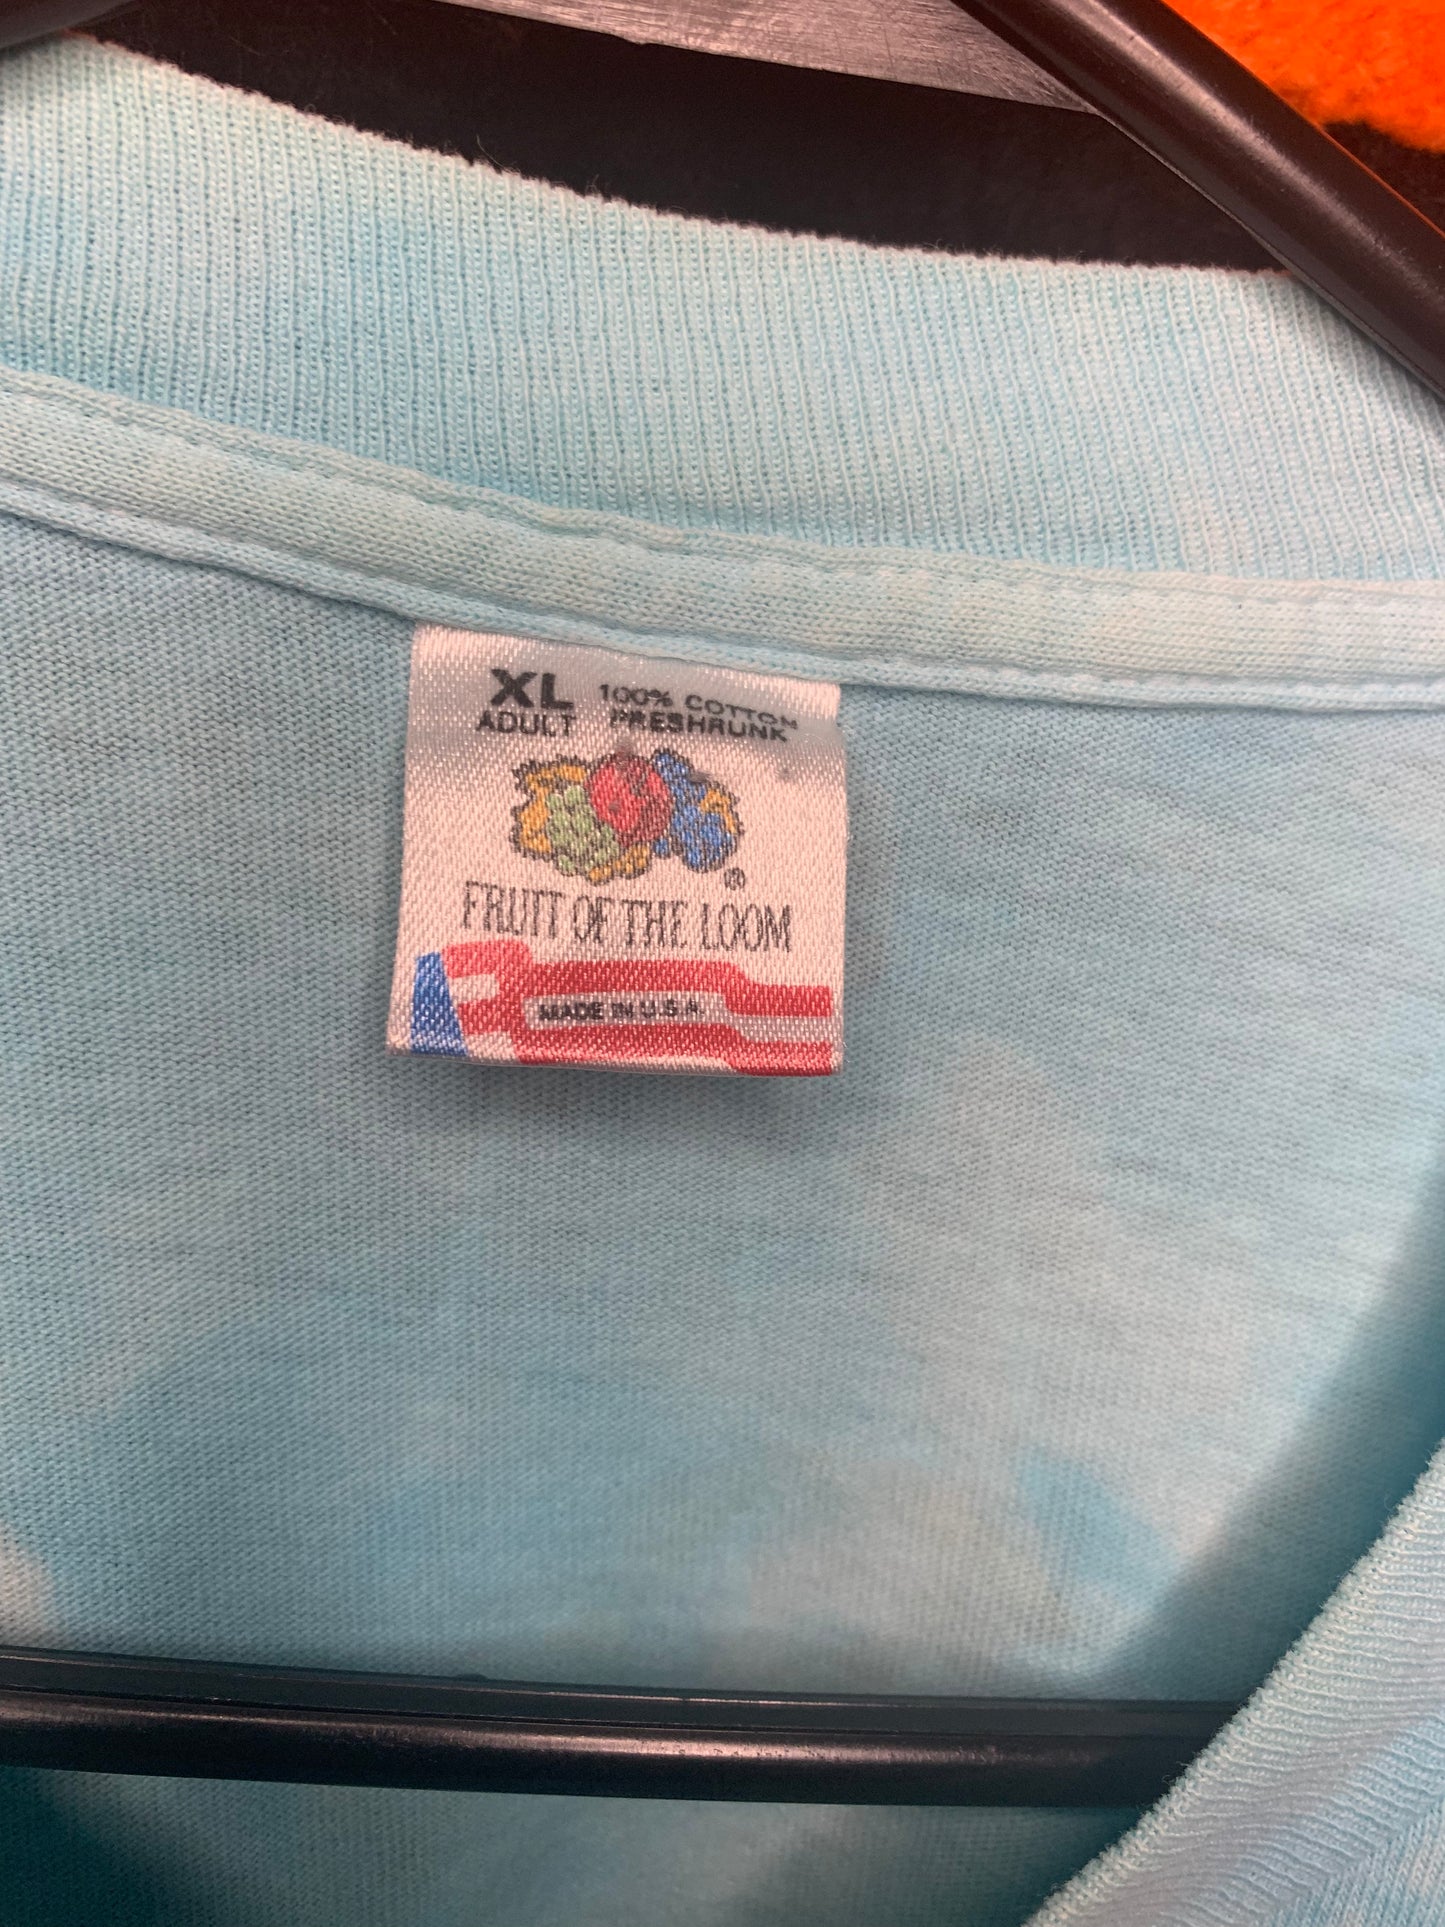 XL 100% COTTON
ADULT PRESHRUNK
®
FRUIT OF THE LOOM
MADE IN U.S.A.